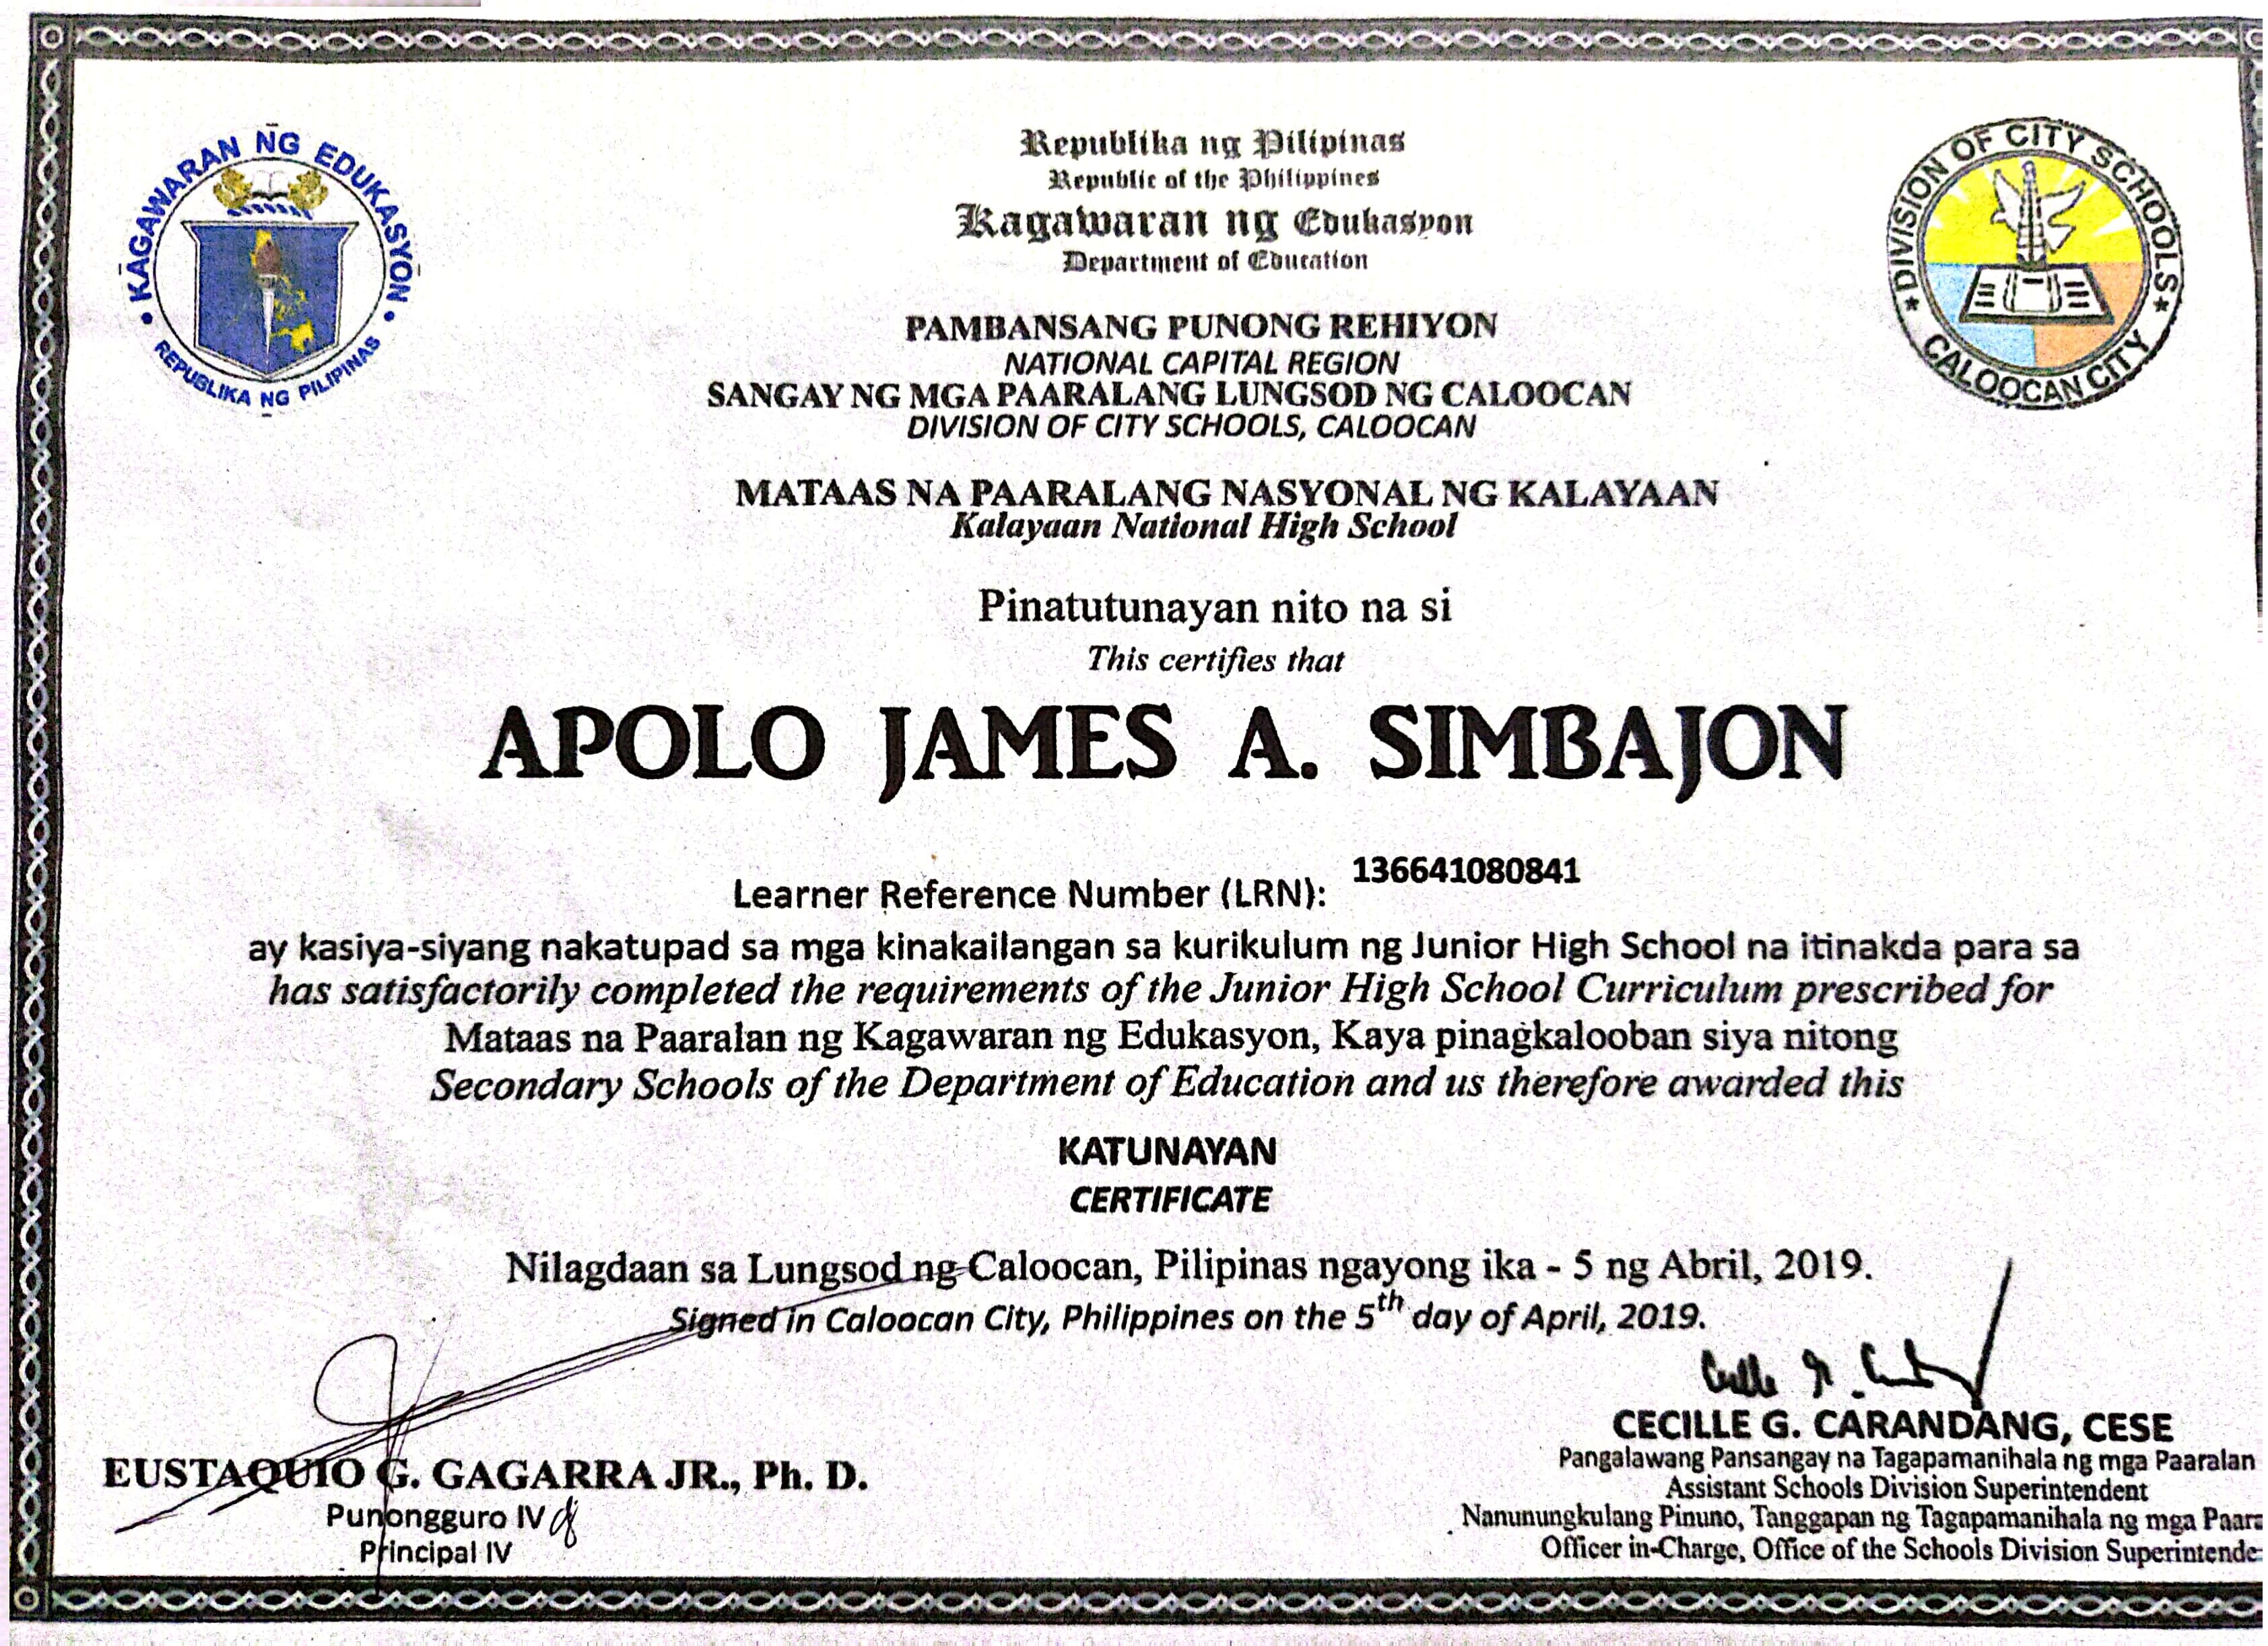 KAGAWARAN NG EDUKASYON
REPUBLIKA NG PILIPINAS
DIVISION OF CITY SCHOOLS
CALOOCAN CITY
Republika ng Pilipinas
Republic of the Philippines
Kagawaran ng Edukasyon
Department of Education
PAMBANSANG PUNONG REHIYON
NATIONAL CAPITAL REGION
SANGAY NG MGA PAARALANG LUNGSOD NG CALOOCAN
DIVISION OF CITY SCHOOLS, CALOOCAN
MATAAS NA PAARALANG NASYONAL NG KALAYAAN
Kalayaan National High School
Pinatutunayan nito na si
This certifies that
APOLO JAMES A. SIMBAJON
Learner Reference Number (LRN): 136641080841
ay kasiya-siyang nakatupad sa mga kinakailangan sa kurikulum ng Junior High School na itinakda para sa
has satisfactorily completed the requirements of the Junior High School Curriculum prescribed for
Mataas na Paaralan ng Kagawaran ng Edukasyon, Kaya pinagkalooban siya nitong
Secondary Schools of the Department of Education and us therefore awarded this
KATUNAYAN
CERTIFICATE
Nilagdaan sa Lungsod ng Caloocan, Pilipinas ngayong ika - 5 ng Abril, 2019.
Signed in Caloocan City, Philippines on the 5th day of April, 2019.
EUSTAQUIO G. GAGARRA JR., Ph. D.
Punongguro IV
Principal IV
CECILLE G. CARANDANG, CESE
Pangalawang Pansangay na Tagapamanihala ng mga Paaralan
Assistant Schools Division Superintendent
Nanunungkulang Pinuno, Tanggapan ng Tagapamanihala ng mga Paara
Officer in-Charge, Office of the Schools Division Superintende